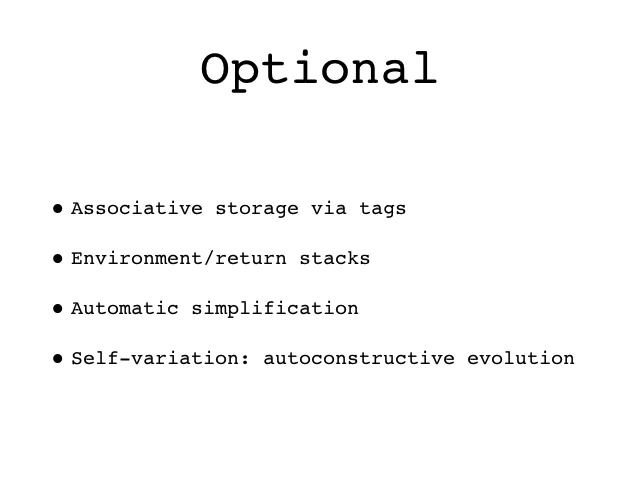 Optional
• Associative storage via tags
• Environment/return stacks
• Automatic simplification
• Self-variation: autoconstructive evolution